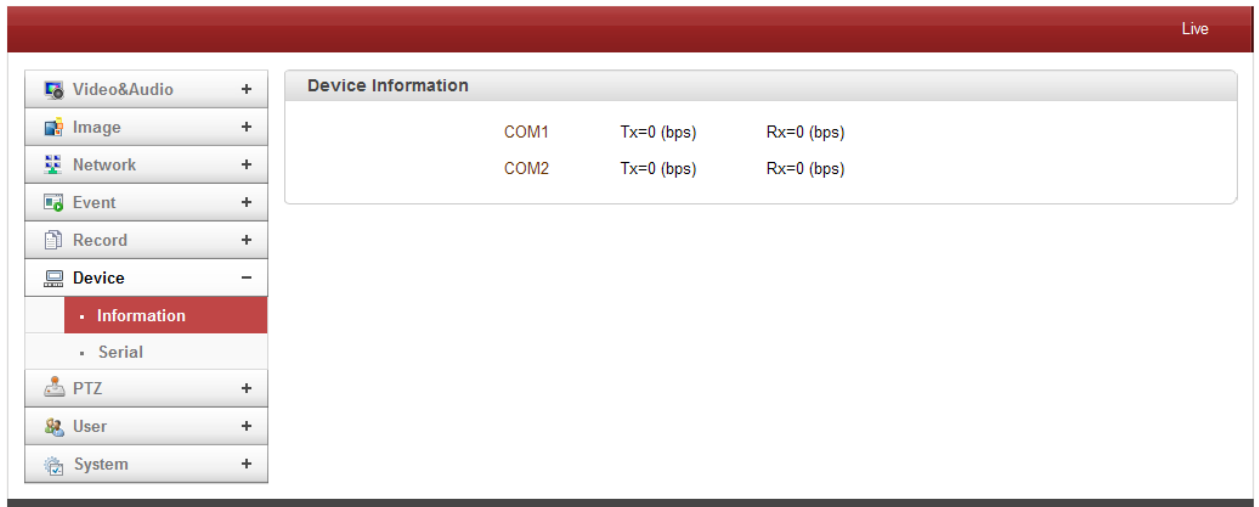 Live
Video&Audio +
Image +
Network +
Event +
Record +
Device −
Information
Serial
PTZ +
User +
System +
Device Information
COM1 Tx=0 (bps) Rx=0 (bps)
COM2 Tx=0 (bps) Rx=0 (bps)